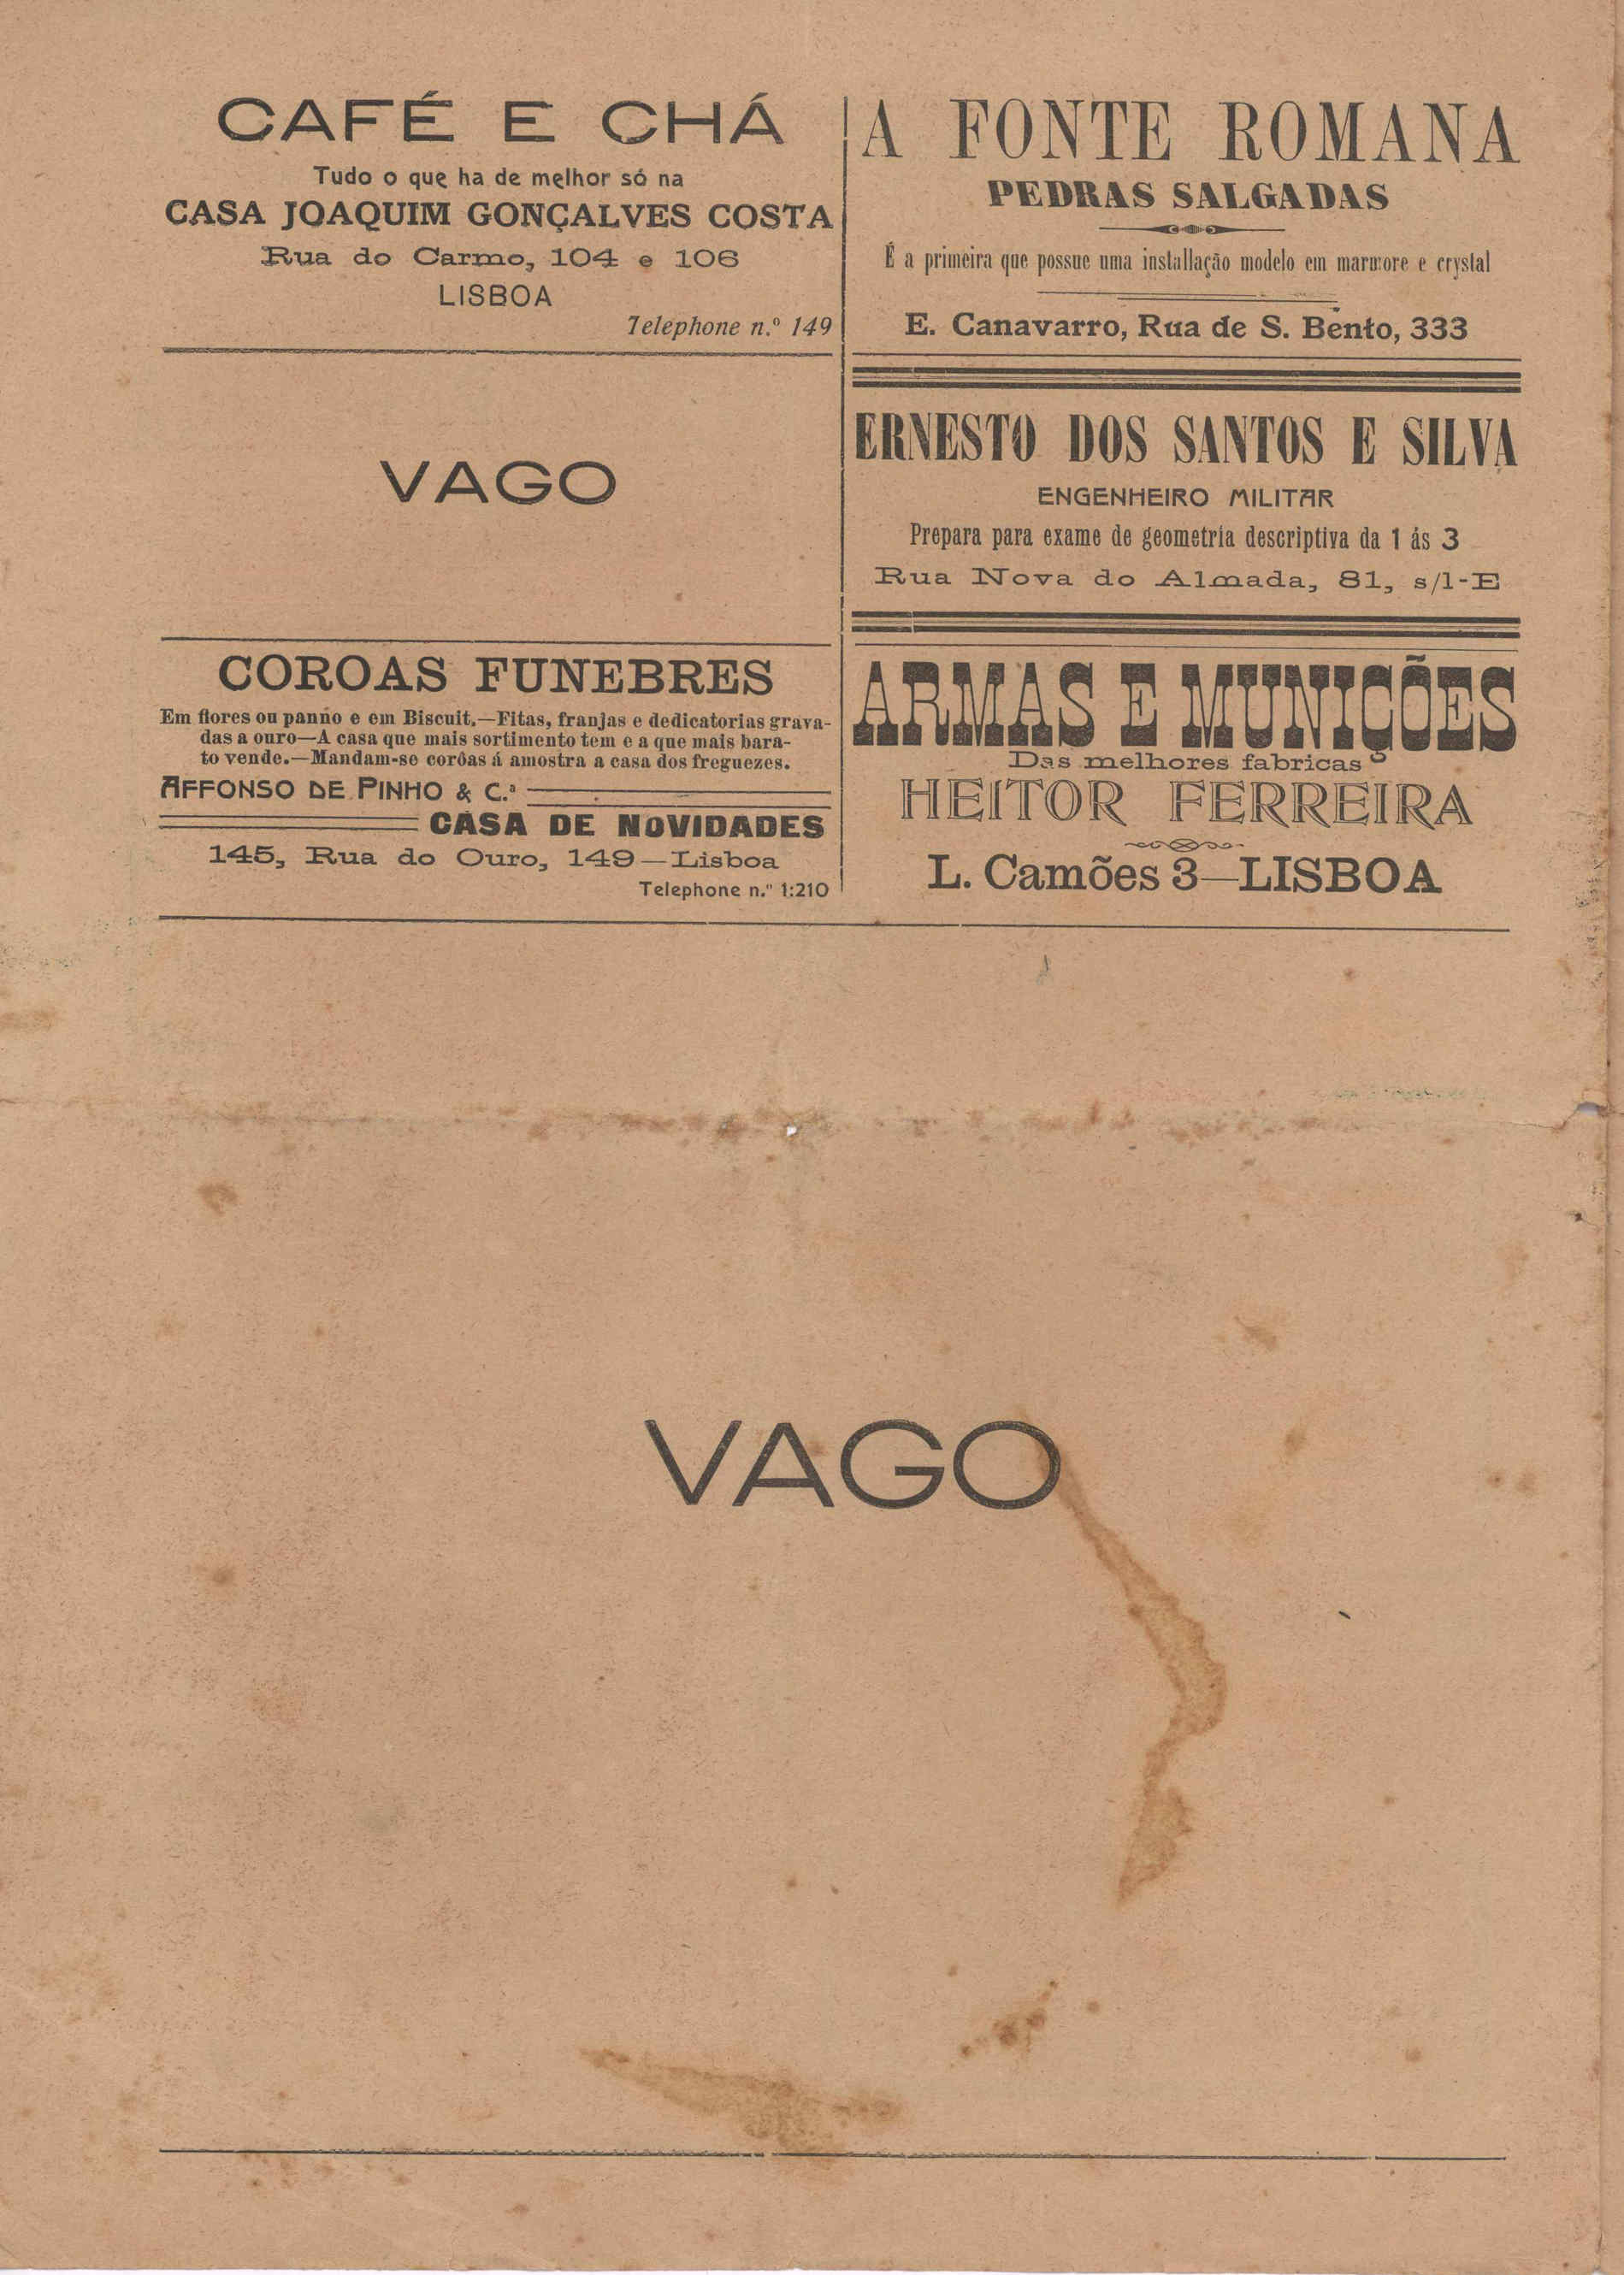 CAFÉ E CHÁ
Tudo o que ha de melhor só na
CASA JOAQUIM GONÇALVES COSTA
Rua do Carmo, 104 e 106
LISBOA
Telephone n.º 149
VAGO
COROAS FUNEBRES
Em flores ou panno e em Biscuit.—Fitas, franjas e dedicatorias grava-
das a ouro—A casa que mais sortimento tem e a que mais bara-
to vende.—Mandam-se corôas á amostra a casa dos freguezes.
AFFONSO DE PINHO & C.ª
CASA DE NOVIDADES
145, Rua do Ouro, 149—Lisboa
Telephone n.º 1:210
A FONTE ROMANA
PEDRAS SALGADAS
É a primeira que possue uma installação modelo em marmore e crystal
E. Canavarro, Rua de S. Bento, 333
ERNESTO DOS SANTOS E SILVA
ENGENHEIRO MILITAR
Prepara para exame de geometria descriptiva da 1 ás 3
Rua Nova do Almada, 81, s/l-E
ARMAS E MUNIÇÕES
Das melhores fabricas
HEITOR FERREIRA
L. Camões 3—LISBOA
VAGO